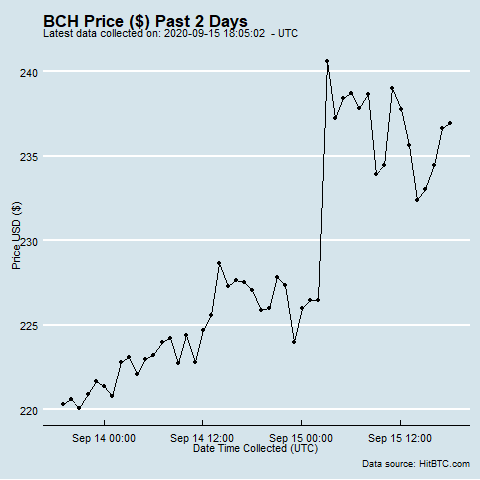 BCH Price ($) Past 2 Days
Latest data collected on: 2020-09-15 18:05:02 - UTC
240
235
230
225
220
Price USD ($)
Sep 14 00:00 Sep 14 12:00 Sep 15 00:00 Sep 15 12:00
Date Time Collected (UTC)
Data source: HitBTC.com